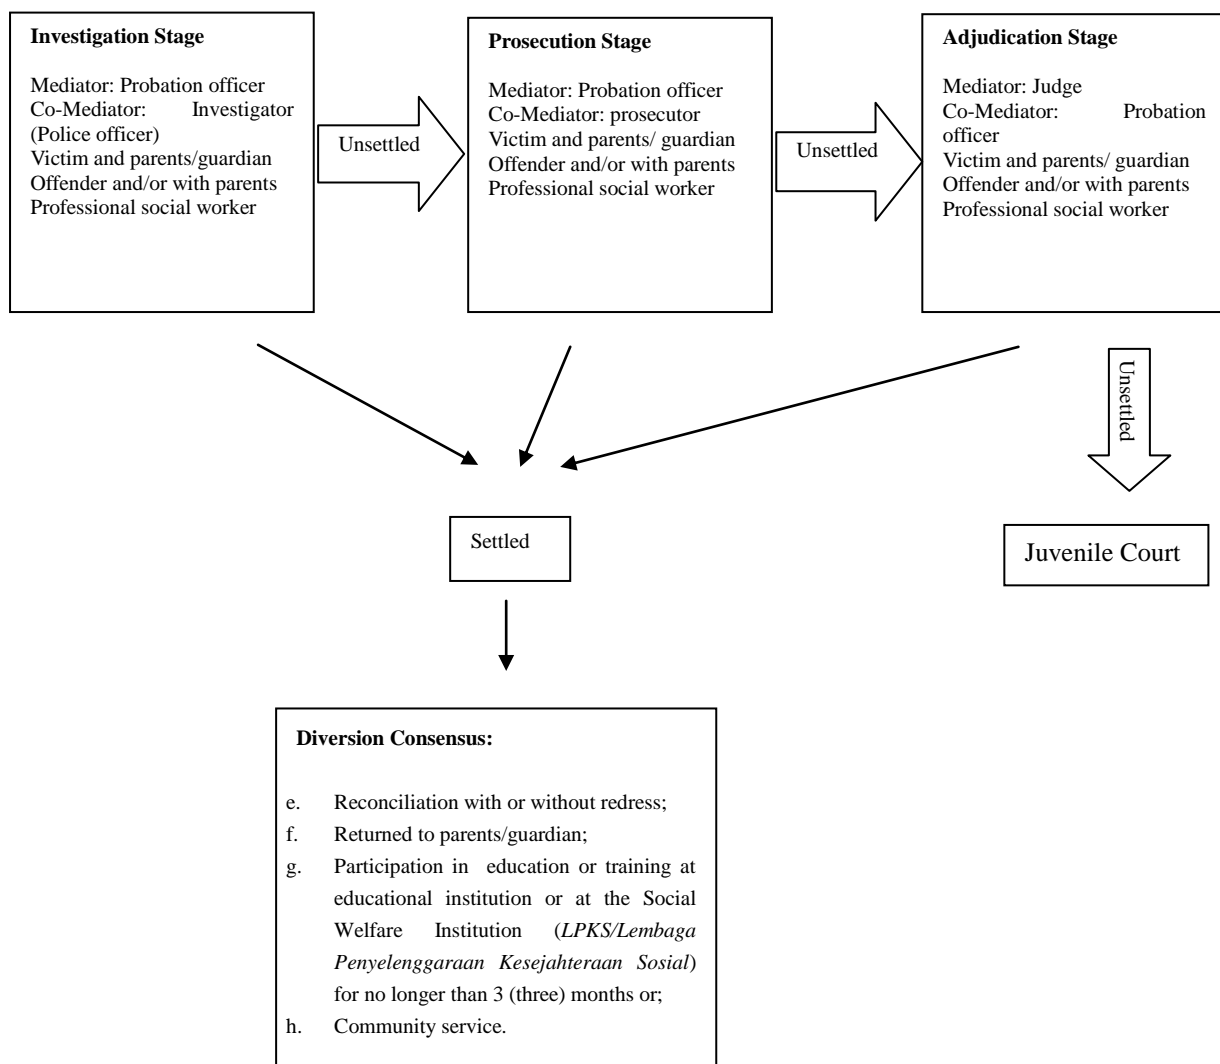 Investigation Stage
Mediator: Probation officer
Co-Mediator: Investigator
(Police officer)
Victim and parents/guardian
Offender and/or with parents
Professional social worker
Unsettled
Prosecution Stage
Mediator: Probation officer
Co-Mediator: prosecutor
Victim and parents/ guardian
Offender and/or with parents
Professional social worker
Unsettled
Adjudication Stage
Mediator: Judge
Co-Mediator: Probation
officer
Victim and parents/ guardian
Offender and/or with parents
Professional social worker
Unsettled
Settled
Juvenile Court
Diversion Consensus:
e. Reconciliation with or without redress;
f. Returned to parents/guardian;
g. Participation in education or training at
educational institution or at the Social
Welfare Institution (LPKS/Lembaga
Penyelenggaraan Kesejahteraan Sosial)
for no longer than 3 (three) months or;
h. Community service.